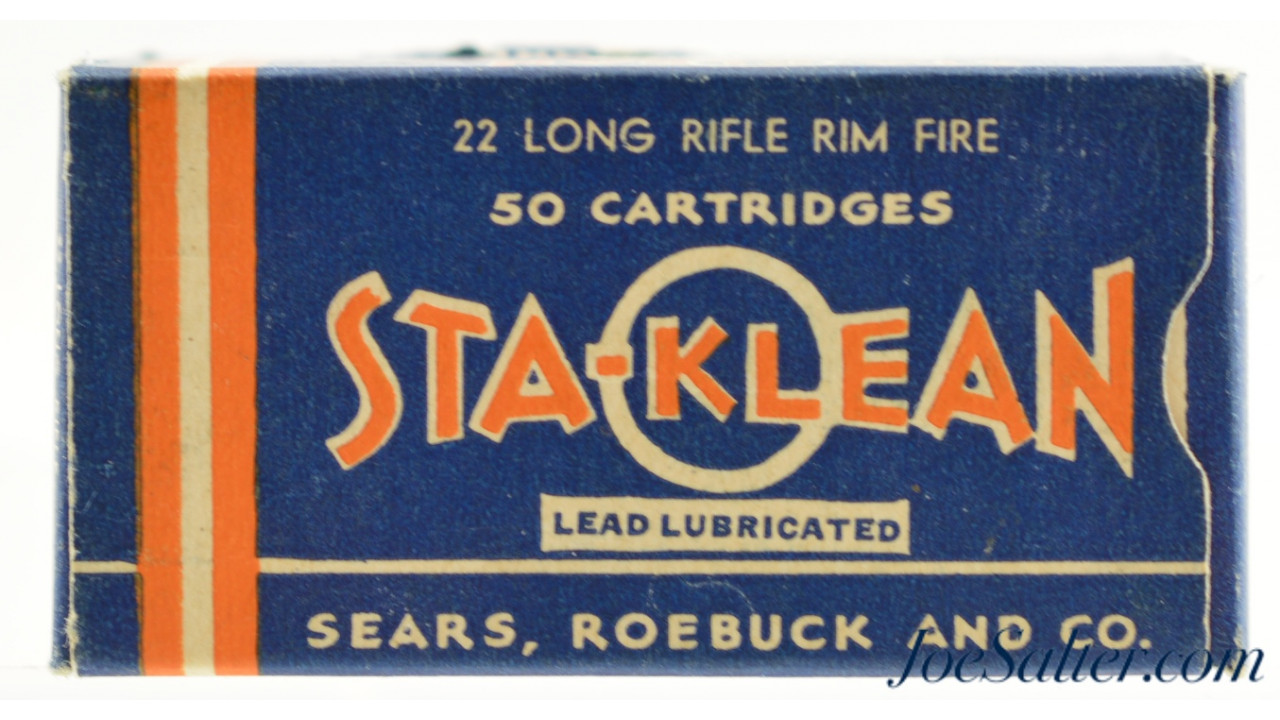 22 LONG RIFLE RIM FIRE
50 CARTRIDGES
STA-KLEAN
LEAD LUBRICATED
SEARS, ROEBUCK AND CO.
JoeSalter.com